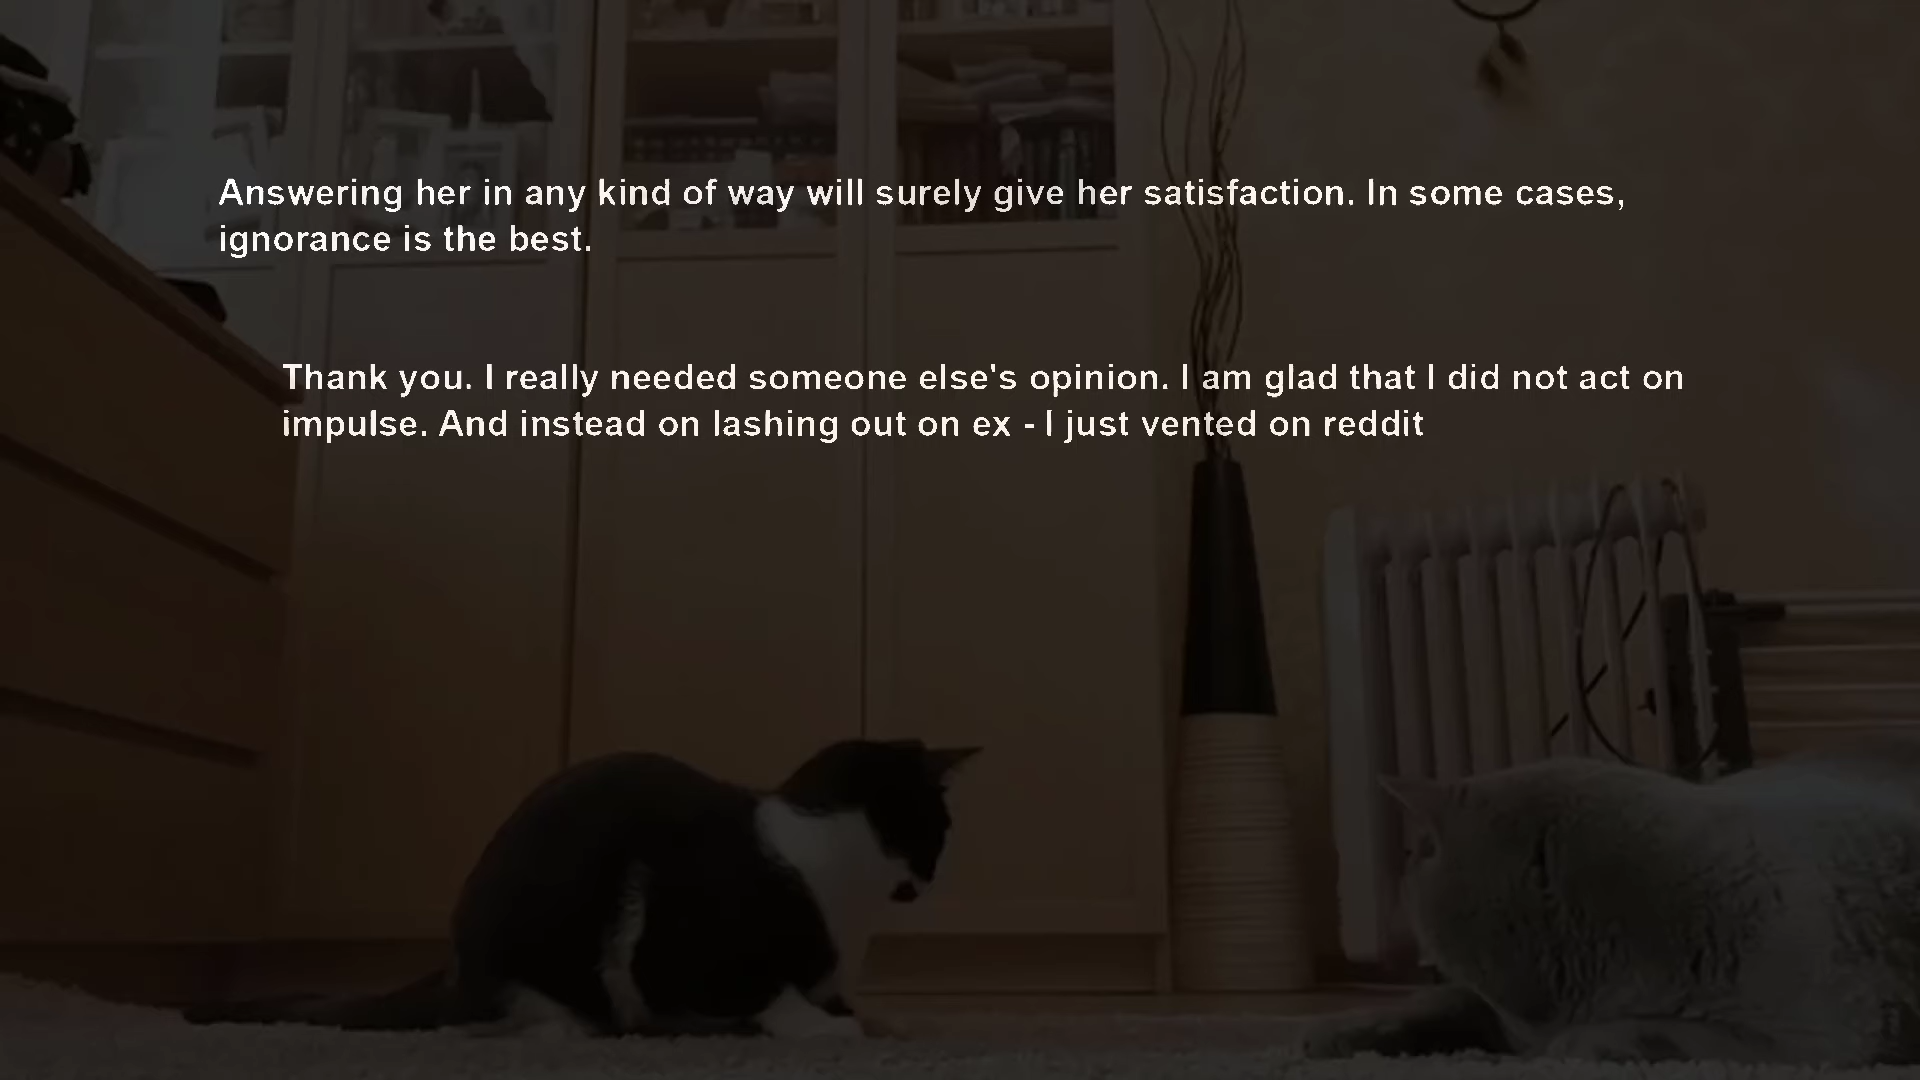 Answering her in any kind of way will surely give her satisfaction. In some cases,
ignorance is the best.
Thank you. I really needed someone else's opinion. I am glad that I did not act on
impulse. And instead on lashing out on ex - I just vented on reddit